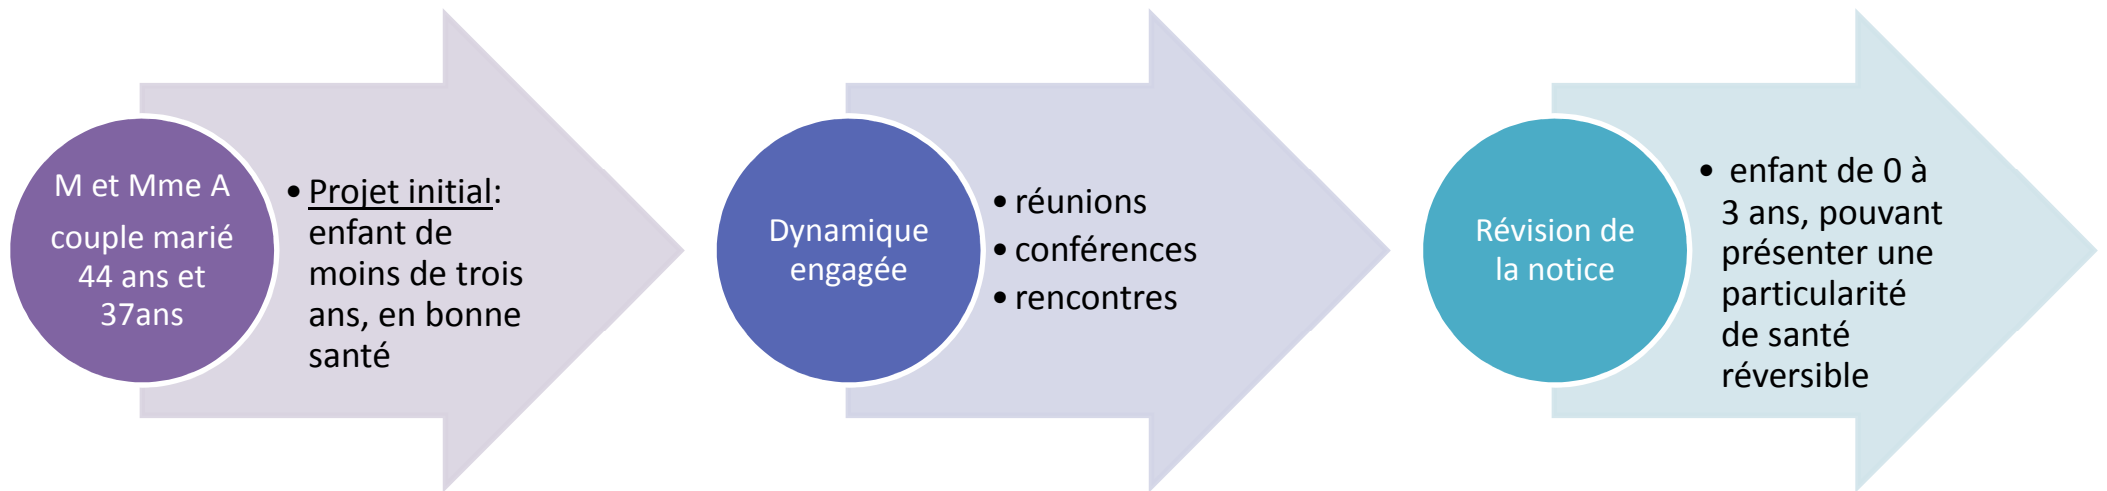 M et Mme A
couple marié
44 ans et
37ans
• Projet initial:
enfant de
moins de trois
ans, en bonne
santé
Dynamique
engagée
• réunions
• conférences
• rencontres
Révision de
la notice
• enfant de 0 à
3 ans, pouvant
présenter une
particularité
de santé
réversible